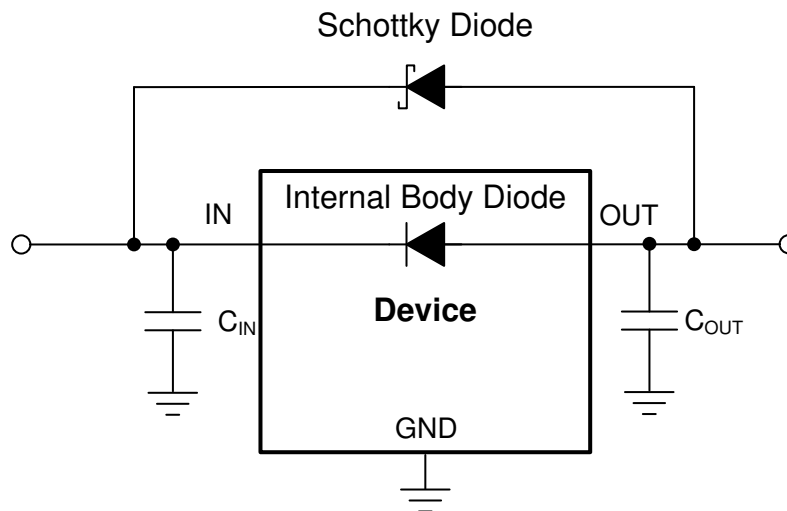 Schottky Diode
Internal Body Diode
IN
OUT
Device
CIN
COUT
GND